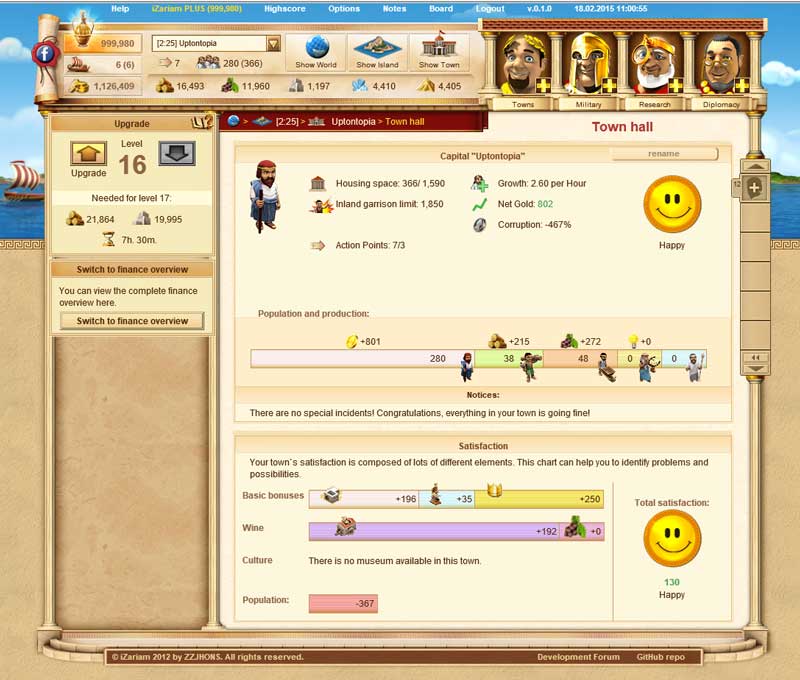 Help iZariam PLUS (999,980) Highscore Options Notes Board Logout v.0.1.0 18.02.2015 11:00:55
999,980
6 (6)
1,126,409
[2:25] Uptontopia
7 280 (366)
Show World Show Island Show Town
16,493 11,960 1,197 4,410 4,405
Towns Military Research Diplomacy
Upgrade
Level
16
Upgrade
Needed for level 17:
21,864 19,995
7h. 30m.
Switch to finance overview
You can view the complete finance
overview here.
Switch to finance overview
> [2:25] > Uptontopia > Town hall
Town hall
Capital "Uptontopia"
rename
Housing space: 366/ 1,590
Inland garrison limit: 1,850
Action Points: 7/3
Growth: 2.60 per Hour
Net Gold: 802
Corruption: -467%
Happy
12
Population and production:
+801 +215 +272 +0
280 38 48 0 0
Notices:
There are no special incidents! Congratulations, everything in your town is going fine!
Satisfaction
Your town`s satisfaction is composed of lots of different elements. This chart can help you to identify problems and
possibilities.
Basic bonuses +196 +35 +250
Wine +192 +0
Culture There is no museum available in this town.
Population: -367
Total satisfaction:
130
Happy
© iZariam 2012 by ZZJHONS. All rights reserved. Development Forum GitHub repo